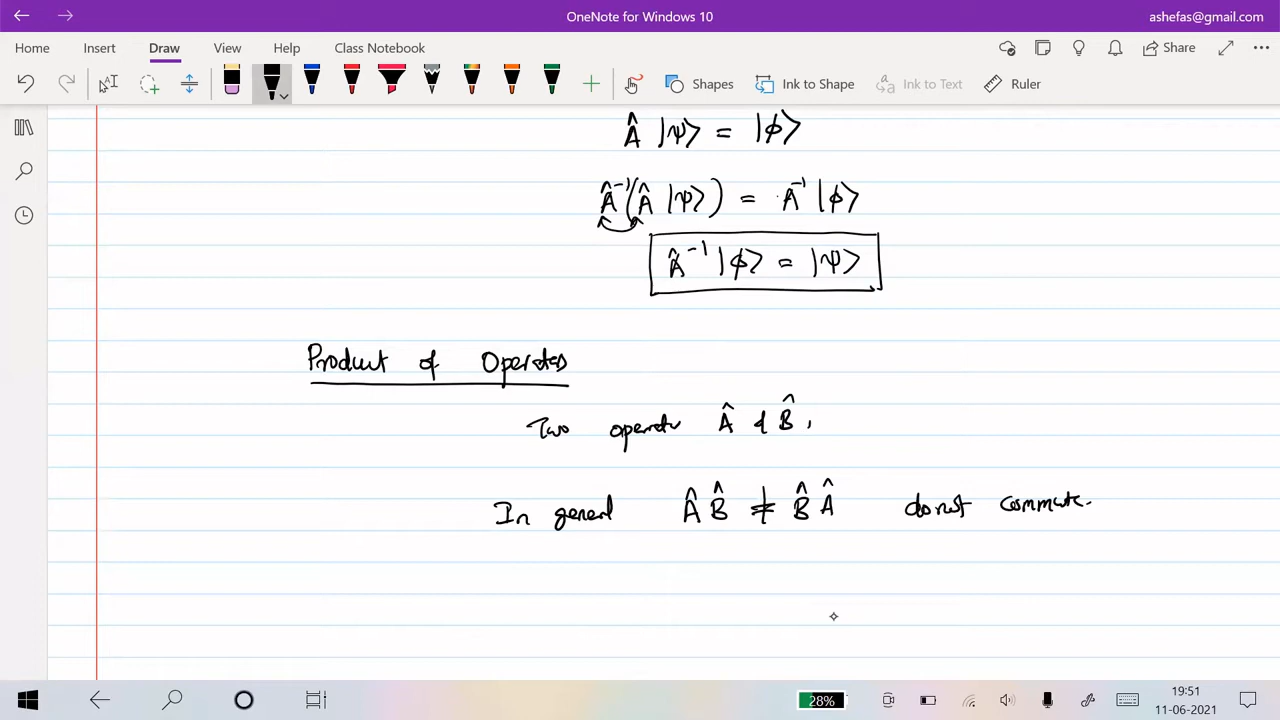 OneNote for Windows 10
ashefas@gmail.com
Home Insert Draw View Help Class Notebook Share
Shapes Ink to Shape Ink to Text Ruler
Â |ψ⟩ = |ϕ⟩
Â⁻¹(Â |ψ⟩) = A⁻¹ |ϕ⟩
Â⁻¹ |ϕ⟩ = |ψ⟩
Product of Operators
Two operator Â & B̂,
In general Â B̂ ≠ B̂ Â do not commute.
28%
19:51
11-06-2021